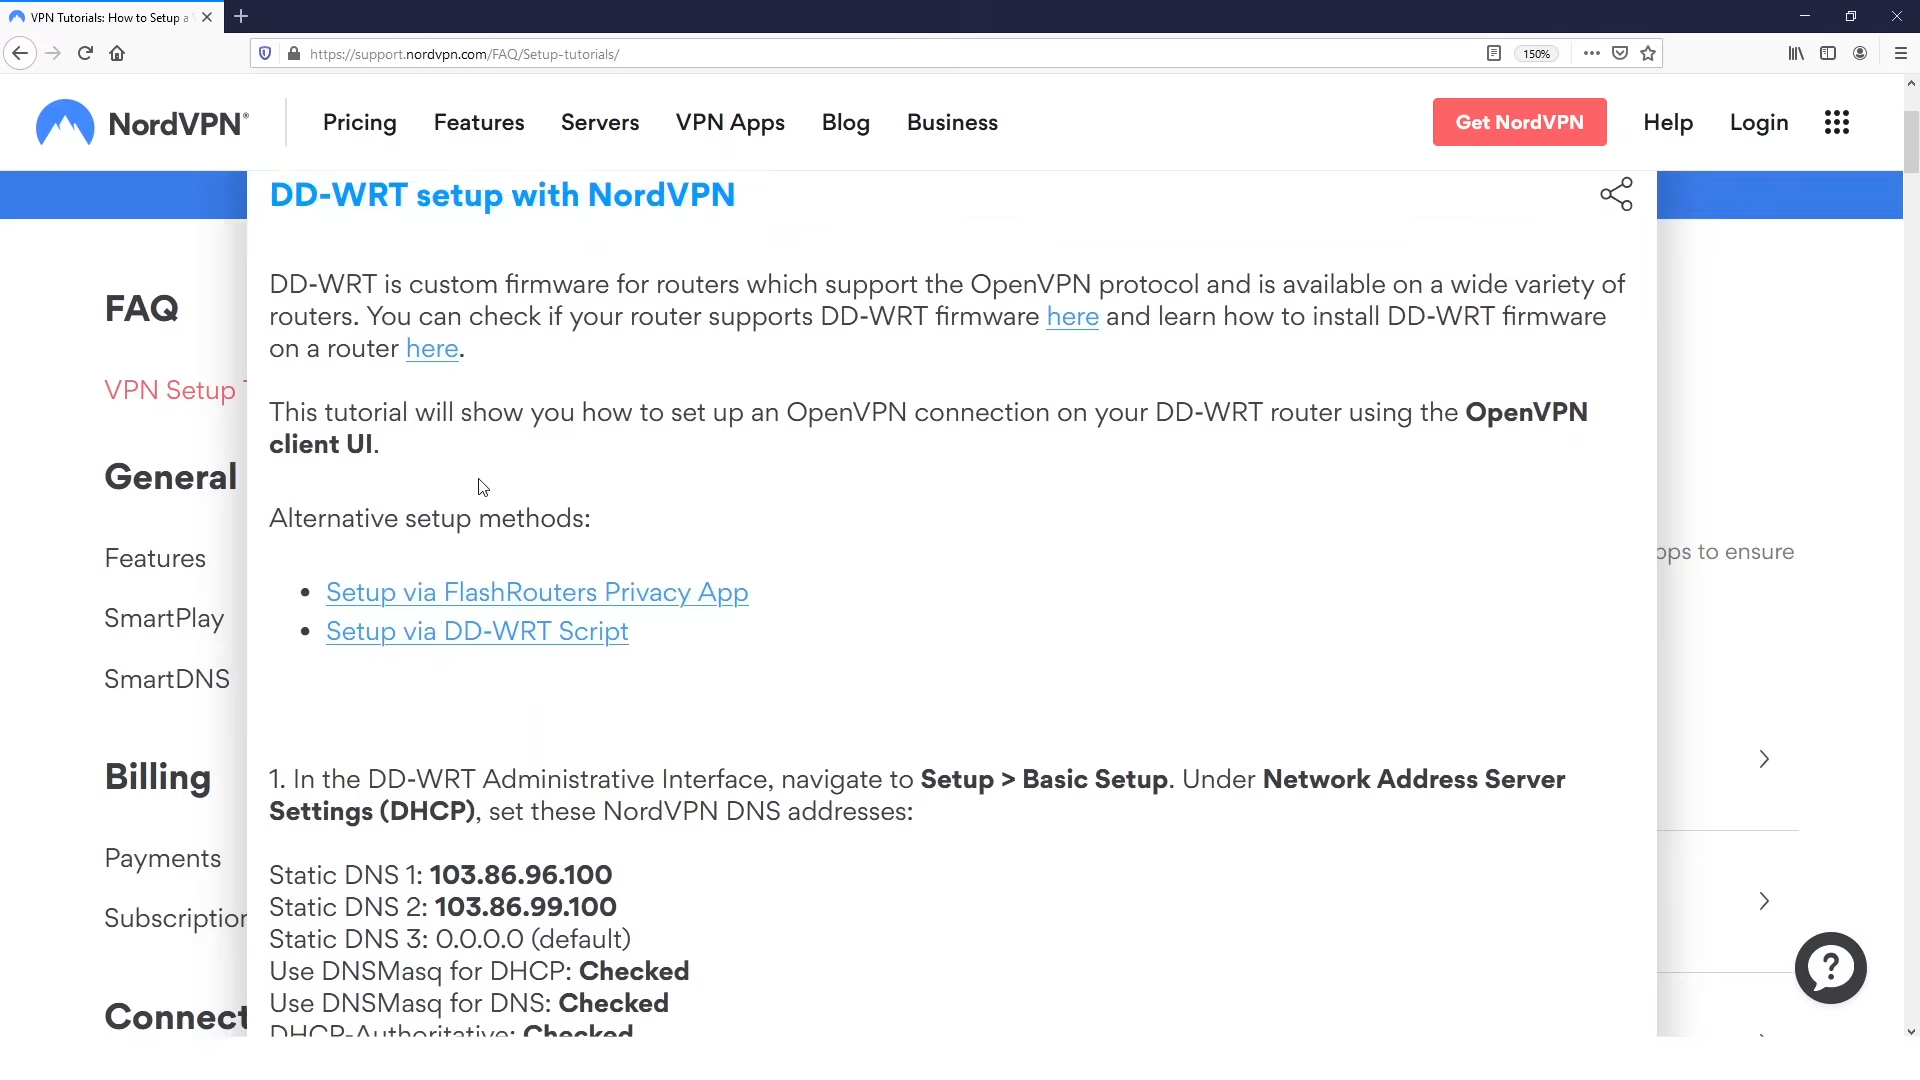 VPN Tutorials: How to Setup a
https://support.nordvpn.com/FAQ/Setup-tutorials/
150%
NordVPN®
Pricing
Features
Servers
VPN Apps
Blog
Business
Get NordVPN
Help
Login
DD-WRT setup with NordVPN
DD-WRT is custom firmware for routers which support the OpenVPN protocol and is available on a wide variety of
routers. You can check if your router supports DD-WRT firmware here and learn how to install DD-WRT firmware
on a router here.
This tutorial will show you how to set up an OpenVPN connection on your DD-WRT router using the OpenVPN
client UI.
Alternative setup methods:
• Setup via FlashRouters Privacy App
• Setup via DD-WRT Script
1. In the DD-WRT Administrative Interface, navigate to Setup > Basic Setup. Under Network Address Server
Settings (DHCP), set these NordVPN DNS addresses:
Static DNS 1: 103.86.96.100
Static DNS 2: 103.86.99.100
Static DNS 3: 0.0.0.0 (default)
Use DNSMasq for DHCP: Checked
Use DNSMasq for DNS: Checked
DHCP-Authoritative: Checked
FAQ
VPN Setup
General
Features
SmartPlay
SmartDNS
Billing
Payments
Subscription
Connect
to ensure
?